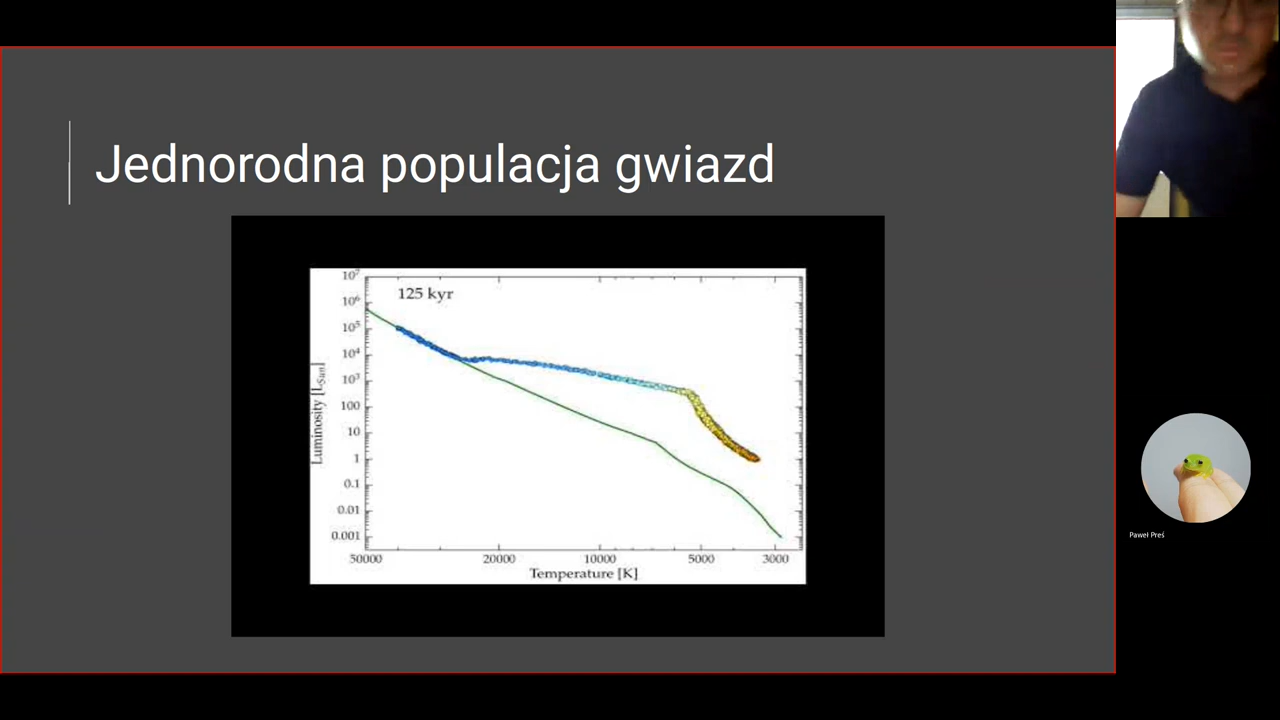 Jednorodna populacja gwiazd
125 kyr
10⁷
10⁶
10⁵
10⁴
10³
100
10
1
0.1
0.01
0.001
Luminosity [L_Sun]
50000 20000 10000 5000 3000
Temperature [K]
Paweł Preś